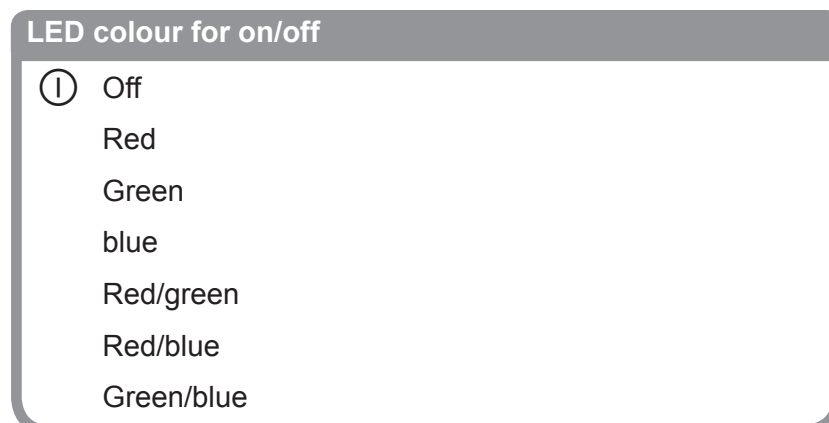 LED colour for on/off
Off
Red
Green
blue
Red/green
Red/blue
Green/blue